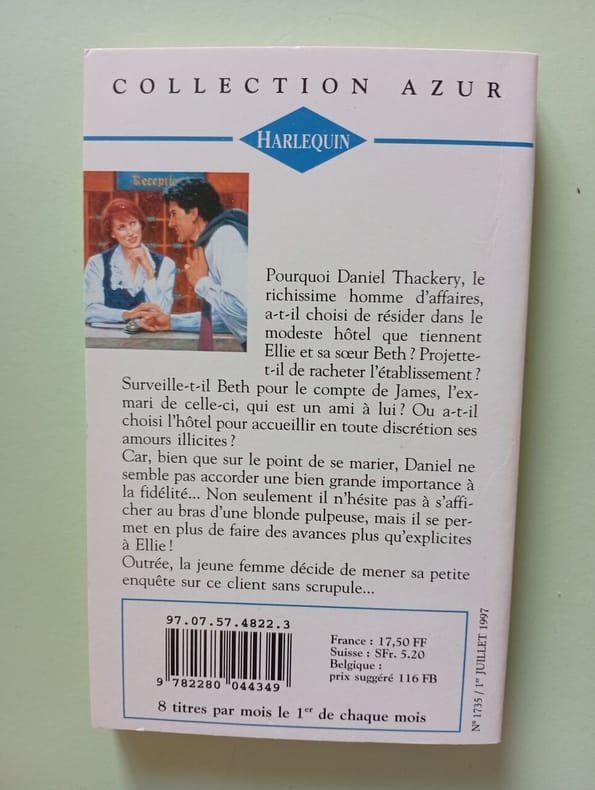 COLLECTION AZUR
HARLEQUIN
Reception
Pourquoi Daniel Thackery, le
richissime homme d'affaires,
a-t-il choisi de résider dans le
modeste hôtel que tiennent
Ellie et sa sœur Beth ? Projette-
t-il de racheter l'établissement ?
Surveille-t-il Beth pour le compte de James, l'ex-
mari de celle-ci, qui est un ami à lui ? Ou a-t-il
choisi l'hôtel pour accueillir en toute discrétion ses
amours illicites ?
Car, bien que sur le point de se marier, Daniel ne
semble pas accorder une bien grande importance à
la fidélité... Non seulement il n'hésite pas à s'affi-
cher au bras d'une blonde pulpeuse, mais il se per-
met en plus de faire des avances plus qu'explicites
à Ellie !
Outrée, la jeune femme décide de mener sa petite
enquête sur ce client sans scrupule...
97.07.57.4822.3
9 782280 044349
France : 17,50 FF
Suisse : SFr. 5.20
Belgique :
prix suggéré 116 FB
8 titres par mois le 1er de chaque mois
N° 1735 / 1er JUILLET 1997